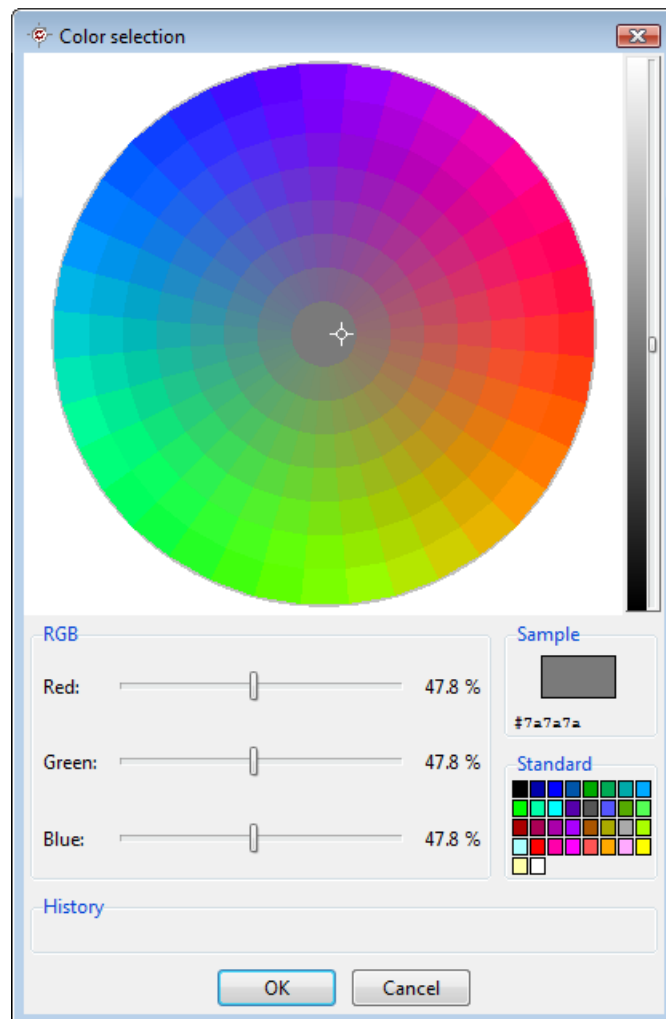 Color selection
RGB
Red: 47.8 %
Green: 47.8 %
Blue: 47.8 %
Sample
#7a7a7a
Standard
History
OK Cancel